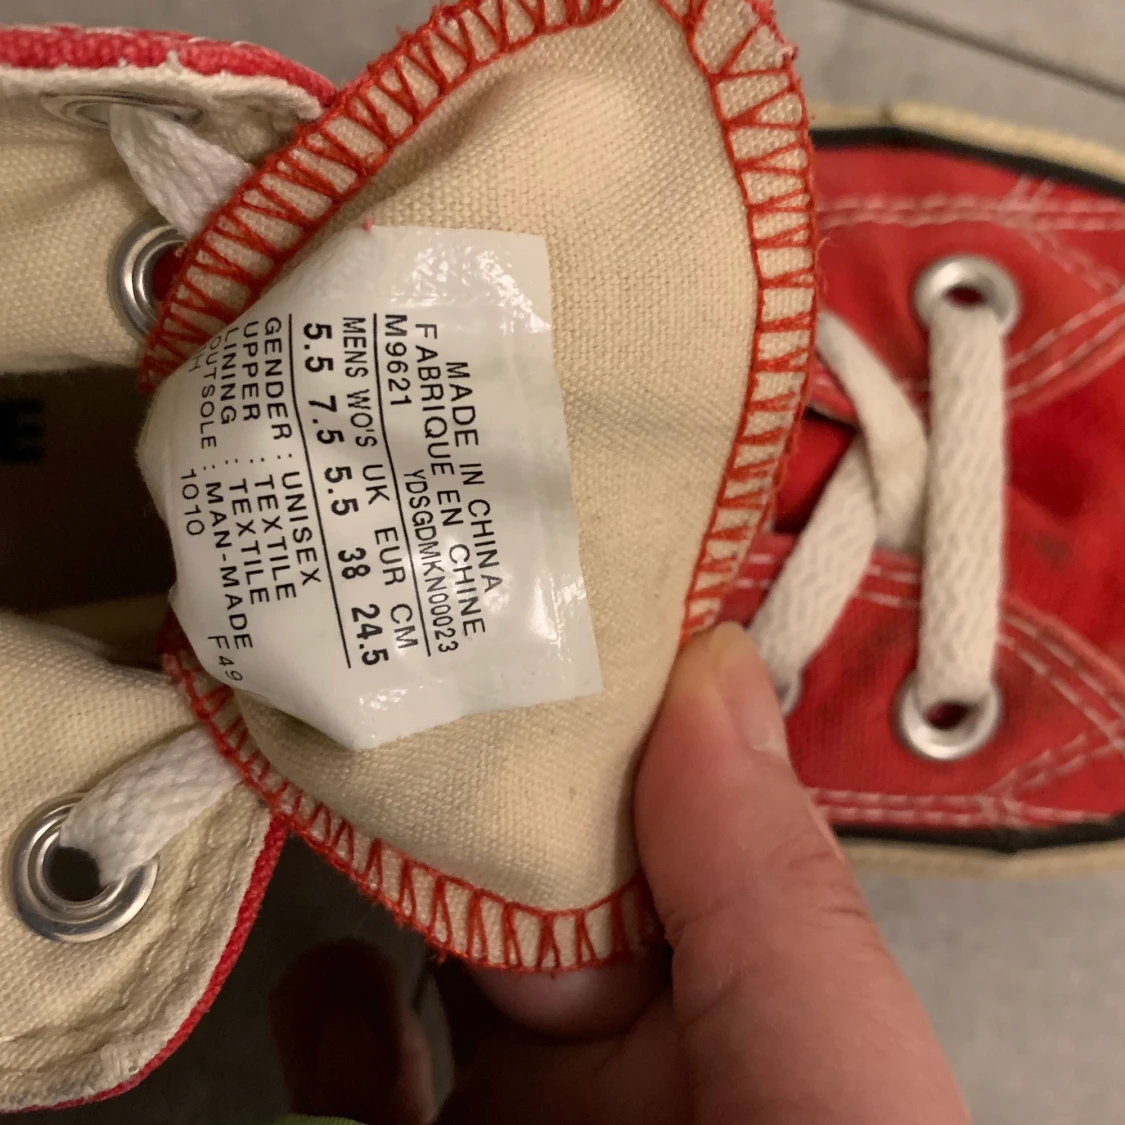 MADE IN CHINA
FABRIQUE EN CHINE
M9621 YDSGDMKN00023
MENS WO'S UK EUR CM
5.5 7.5 5.5 38 24.5
GENDER : UNISEX
UPPER : TEXTILE
LINING : TEXTILE
OUTSOLE : MAN-MADE
1010 F49